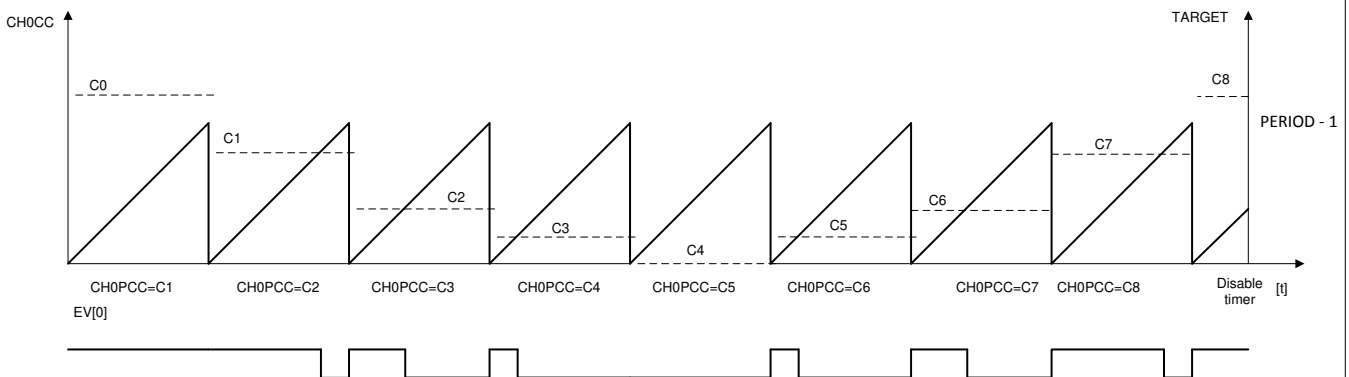 CH0CC
TARGET
C0
C1
C2
C3
C4
C5
C6
C7
C8
PERIOD - 1
CH0PCC=C1
CH0PCC=C2
CH0PCC=C3
CH0PCC=C4
CH0PCC=C5
CH0PCC=C6
CH0PCC=C7
CH0PCC=C8
Disable
timer
[t]
EV[0]